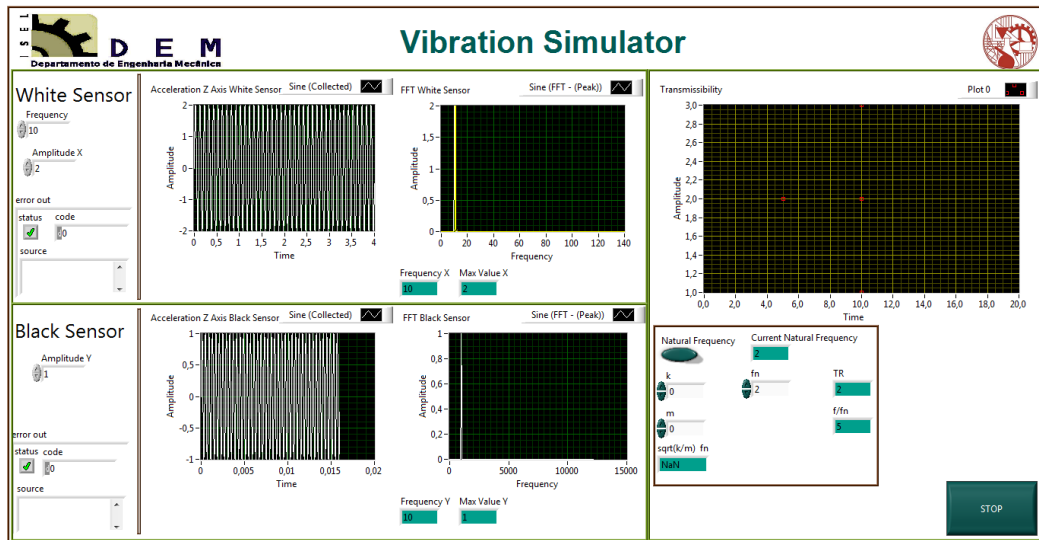 ISEL
DEM
Departamento de Engenharia Mecânica
Vibration Simulator
White Sensor
Frequency
10
Amplitude X
2
error out
status code
0
source
Acceleration Z Axis White Sensor Sine (Collected)
Amplitude
2-
1-
0-
-1-
-2-
0 0,5 1 1,5 2 2,5 3 3,5 4
Time
FFT White Sensor Sine (FFT - (Peak))
Amplitude
2-
1,5-
1-
0,5-
0-
0 20 40 60 80 100 120 140
Frequency
Frequency X Max Value X
10 2
Black Sensor
Amplitude Y
1
error out
status code
0
source
Acceleration Z Axis Black Sensor Sine (Collected)
Amplitude
1-
0,5-
0-
-0,5-
-1-
0 0,005 0,01 0,015 0,02
Time
FFT Black Sensor Sine (FFT - (Peak))
Amplitude
1-
0,8-
0,6-
0,4-
0,2-
0-
0 5000 10000 15000
Frequency
Frequency Y Max Value Y
10 1
Transmissibility Plot 0
Amplitude
3,0-
2,8-
2,6-
2,4-
2,2-
2,0-
1,8-
1,6-
1,4-
1,2-
1,0-
0,0 2,0 4,0 6,0 8,0 10,0 12,0 14,0 16,0 18,0 20,0
Time
Natural Frequency Current Natural Frequency
2
k fn TR
0 2 2
m f/fn
0 5
sqrt(k/m) fn
NaN
STOP